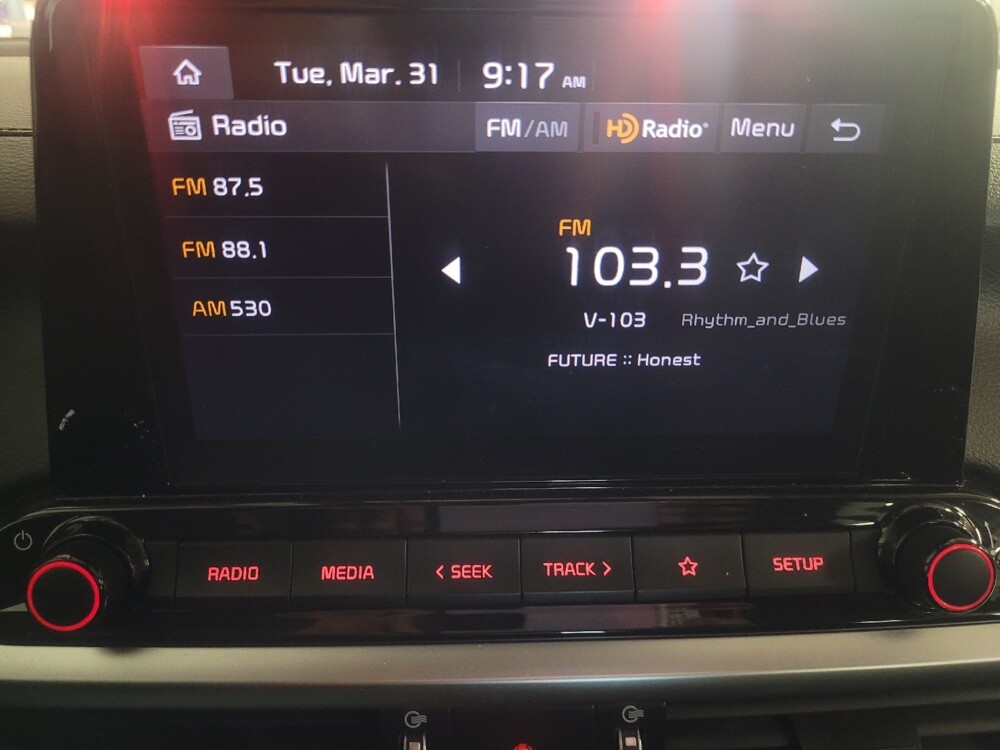 Tue, Mar. 31 9:17 AM
Radio FM/AM HD Radio® Menu
FM 87.5
FM 88.1
AM 530
FM
103.3
V-103 Rhythm_and_Blues
FUTURE :: Honest
RADIO MEDIA < SEEK TRACK > SETUP